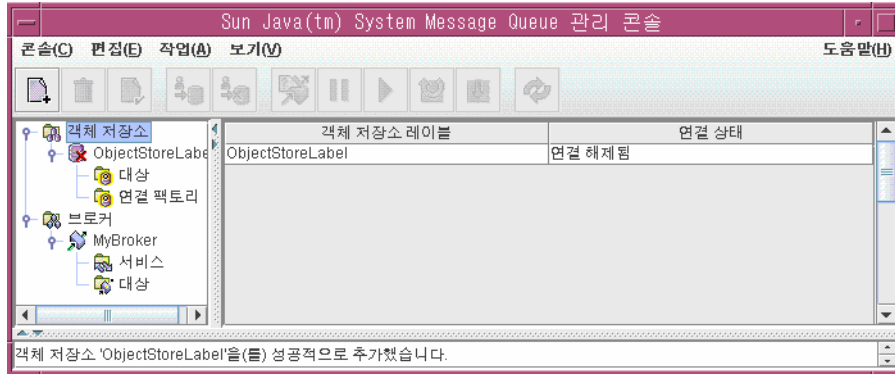 Sun Java(tm) System Message Queue 관리 콘솔
콘솔(C) 편집(E) 작업(A) 보기(V) 도움말(H)
객체 저장소
ObjectStoreLabe
대상
연결 팩토리
브로커
MyBroker
서비스
대상
객체 저장소 레이블 연결 상태
ObjectStoreLabel 연결 해제됨
객체 저장소 'ObjectStoreLabel'을(를) 성공적으로 추가했습니다.